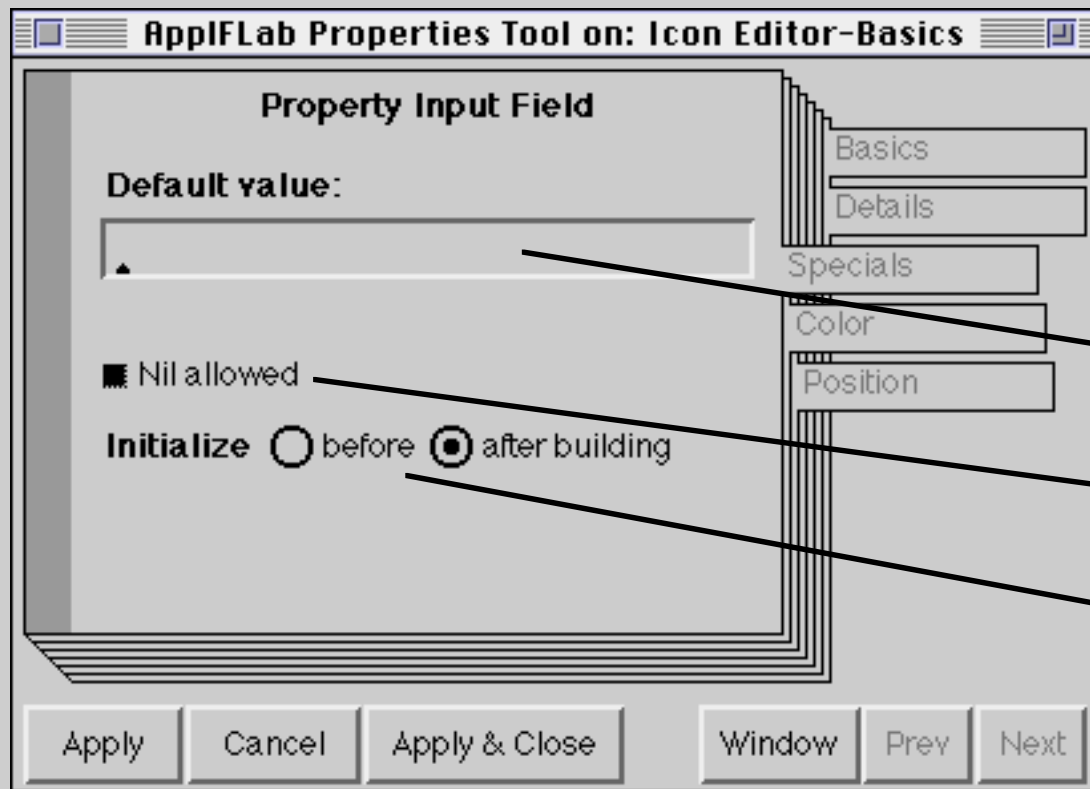 ApplFLab Properties Tool on: Icon Editor-Basics
Property Input Field
Default value:
Nil allowed
Initialize before after building
Basics
Details
Specials
Color
Position
Apply Cancel Apply & Close Window Prev Next